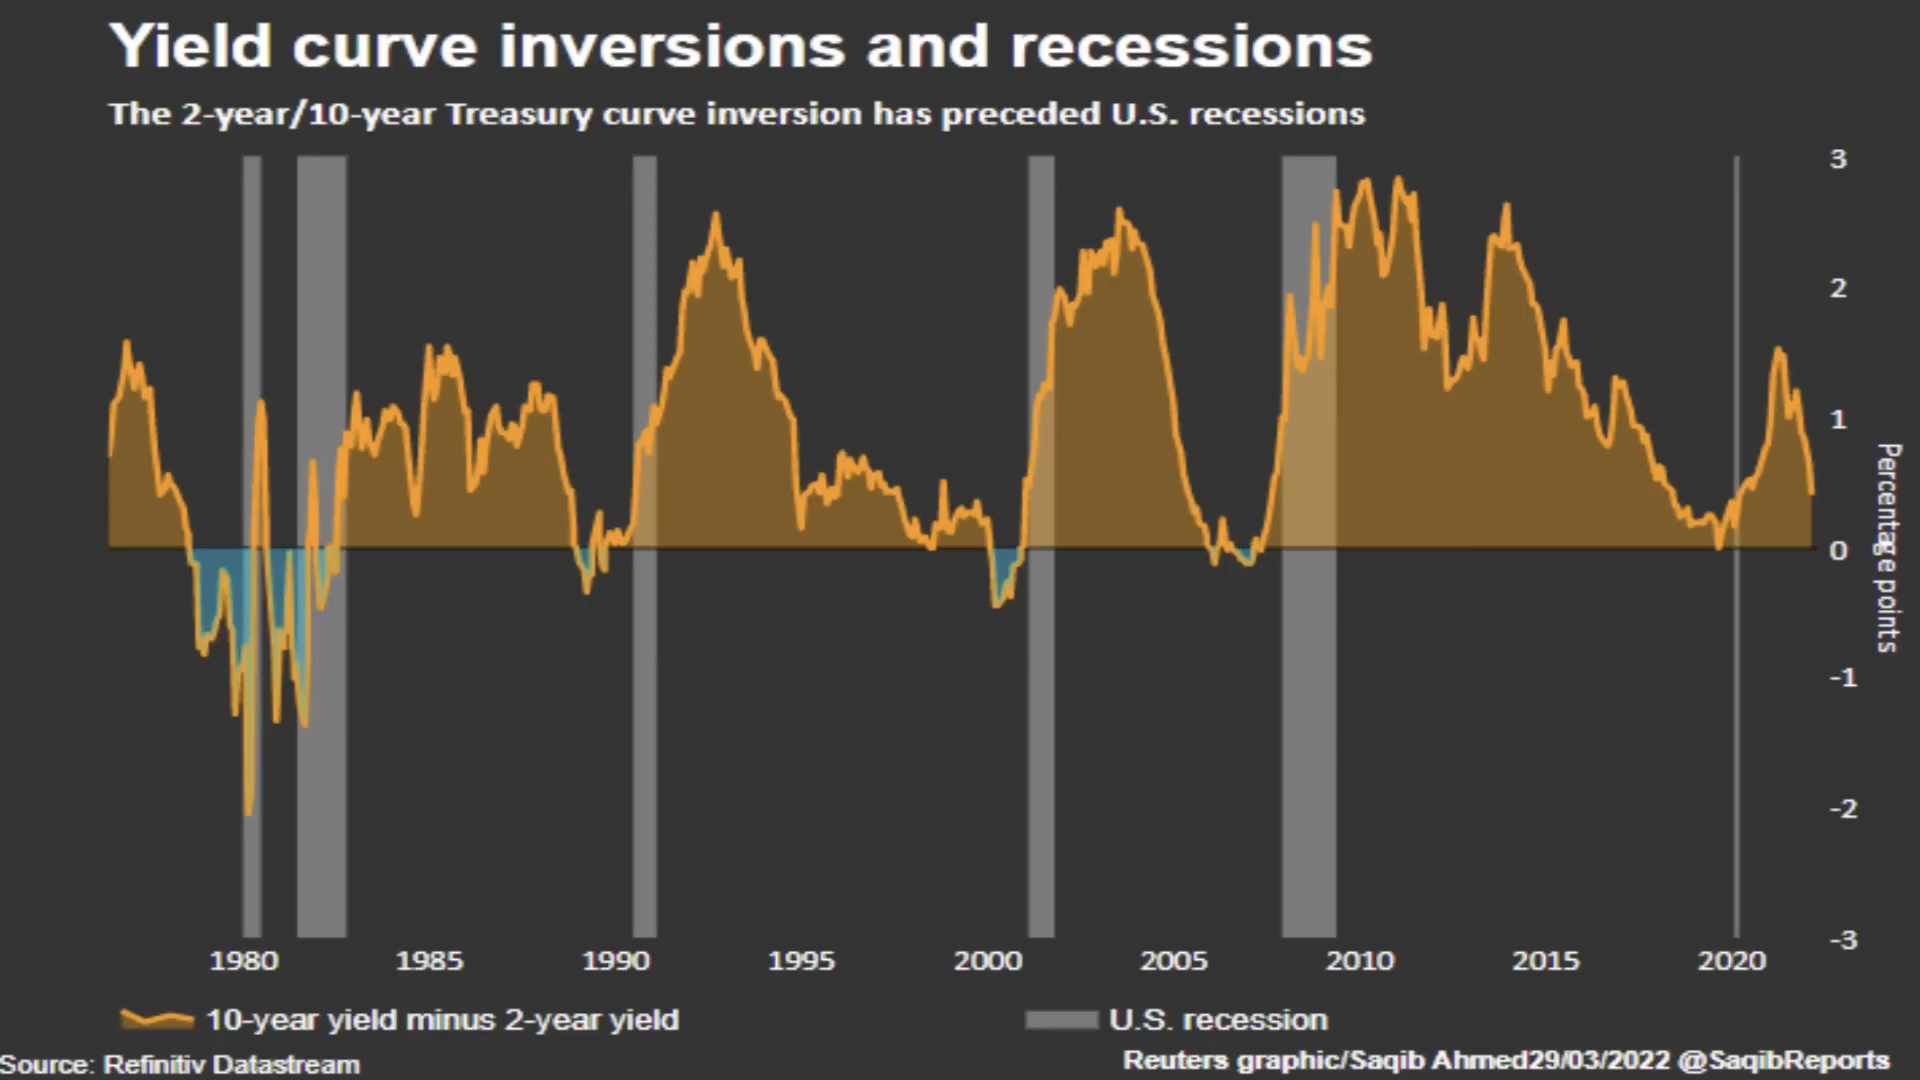 Yield curve inversions and recessions
The 2-year/10-year Treasury curve inversion has preceded U.S. recessions
3
2
1
0
-1
-2
-3
Percentage points
1980 1985 1990 1995 2000 2005 2010 2015 2020
10-year yield minus 2-year yield U.S. recession
Source: Refinitiv Datastream
Reuters graphic/Saqib Ahmed29/03/2022 @SaqibReports